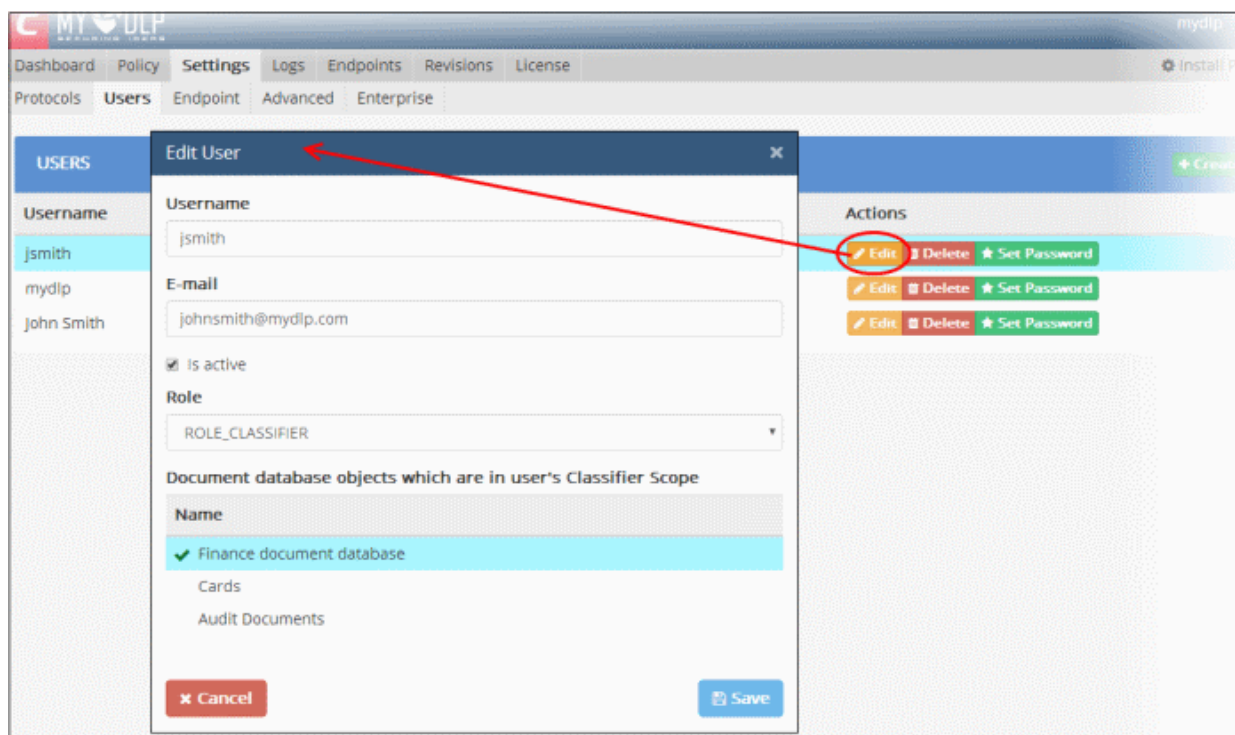 MY DLP
SECURING IDEAS
mydlp
Dashboard Policy Settings Logs Endpoints Revisions License
Install
Protocols Users Endpoint Advanced Enterprise
USERS
Edit User
Username
Actions
Username
jsmith
jsmith
Edit Delete Set Password
E-mail
mydlp
johnsmith@mydlp.com
Edit Delete Set Password
John Smith
Edit Delete Set Password
Is active
Role
ROLE_CLASSIFIER
Document database objects which are in user's Classifier Scope
Name
Finance document database
Cards
Audit Documents
Cancel Save